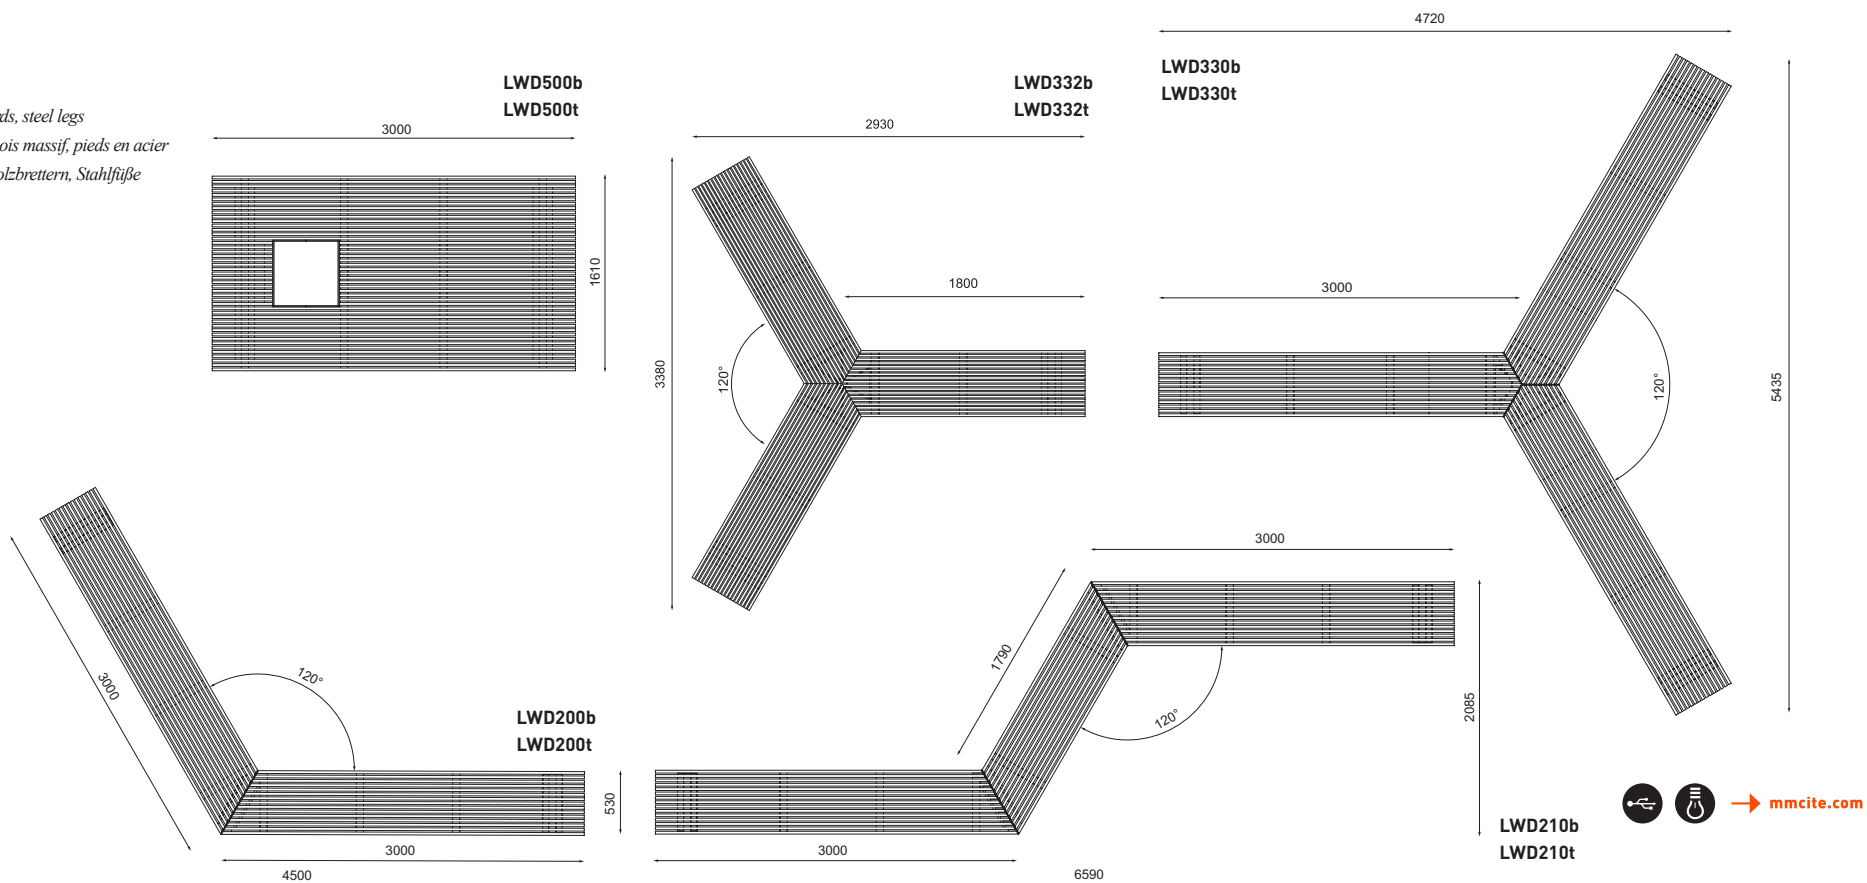 ds, steel legs
ois massif, pieds en acier
olzbrettern, Stahlfüße
LWD500b
LWD500t
3000
1610
LWD332b
LWD332t
2930
1800
3380
120°
LWD330b
LWD330t
4720
3000
120°
5435
3000
120°
LWD200b
LWD200t
530
3000
4500
3000
1790
120°
2085
3000
6590
LWD210b
LWD210t
mmcite.com